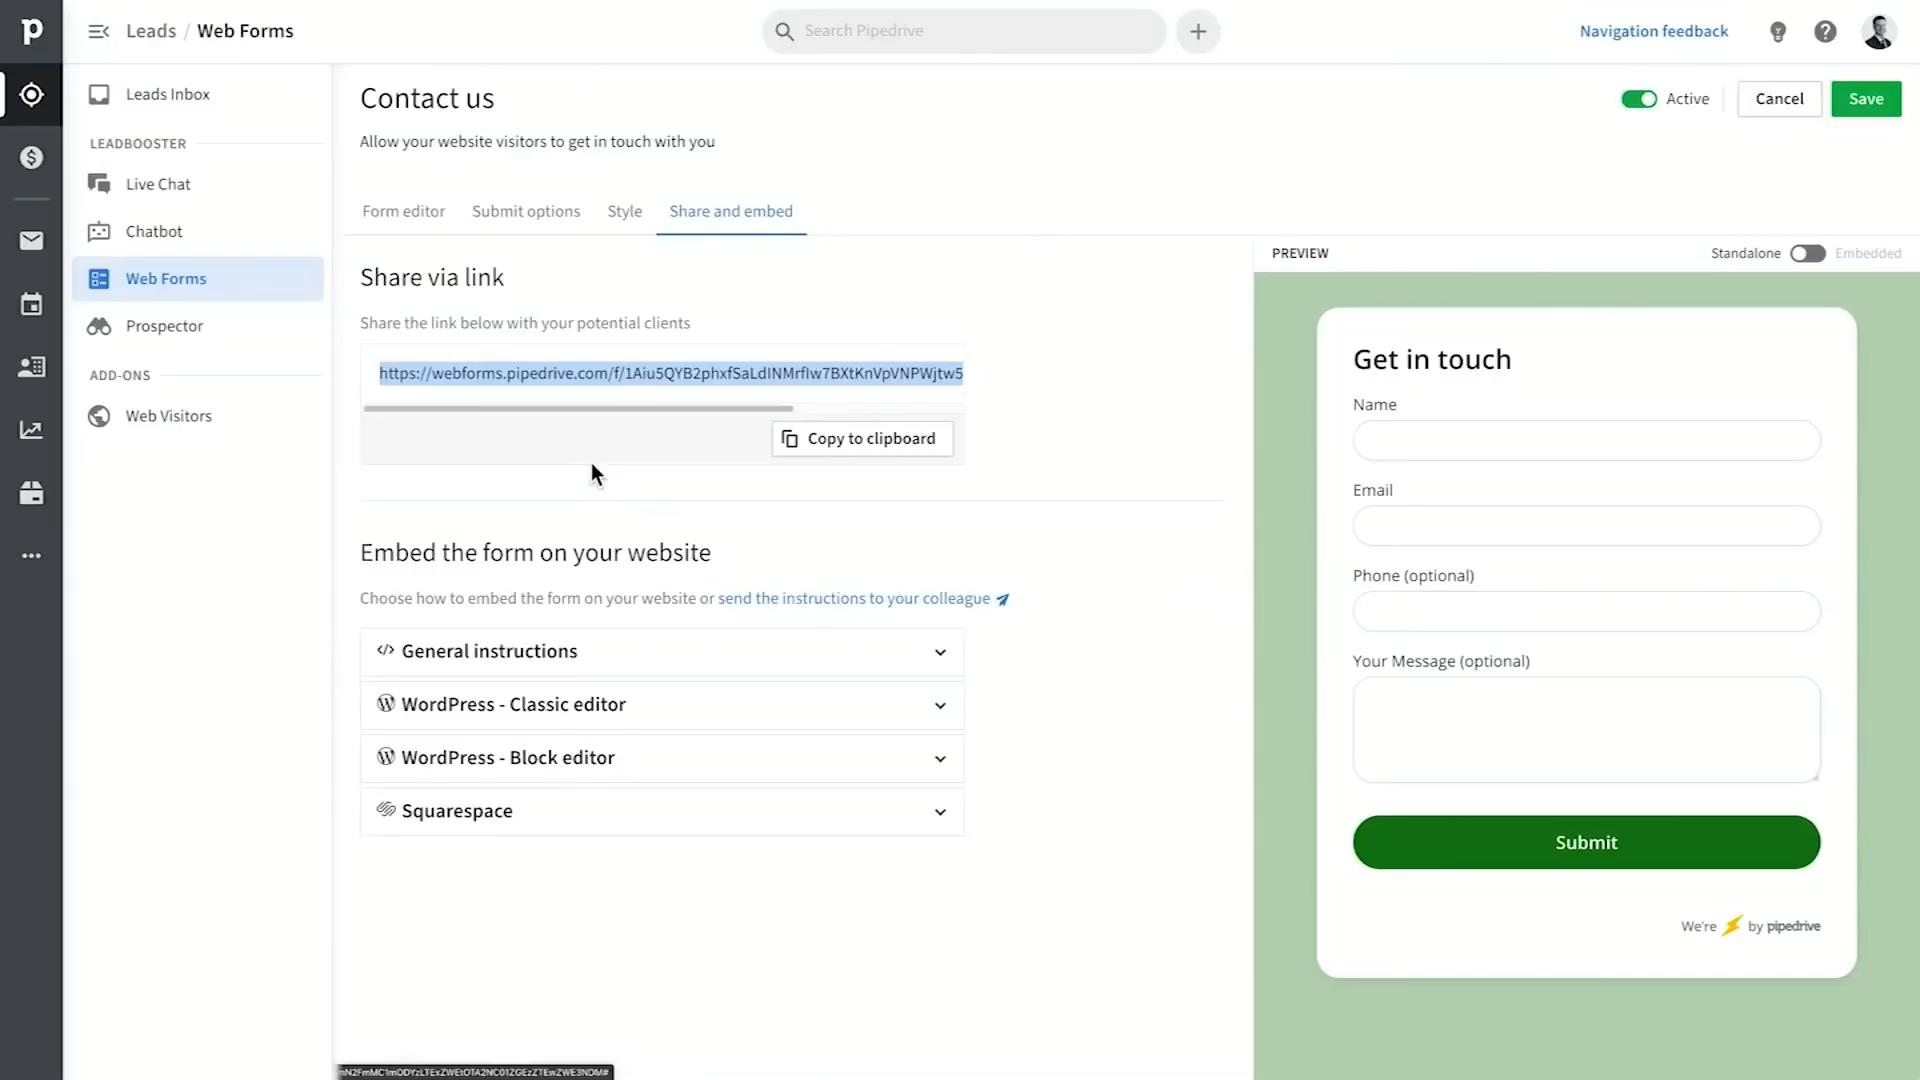 Leads / Web Forms
Search Pipedrive
Navigation feedback
Leads Inbox
LEADBOOSTER
Live Chat
Chatbot
Web Forms
Prospector
ADD-ONS
Web Visitors
Contact us
Active
Cancel
Save
Allow your website visitors to get in touch with you
Form editor
Submit options
Style
Share and embed
Share via link
Share the link below with your potential clients
https://webforms.pipedrive.com/f/1Aiu5QYB2phxfSaLdINMrfIw7BXtKnVpVNPWjtw5
Copy to clipboard
Embed the form on your website
Choose how to embed the form on your website or send the instructions to your colleague
General instructions
WordPress - Classic editor
WordPress - Block editor
Squarespace
PREVIEW
Standalone
Embedded
Get in touch
Name
Email
Phone (optional)
Your Message (optional)
Submit
We're by pipedrive